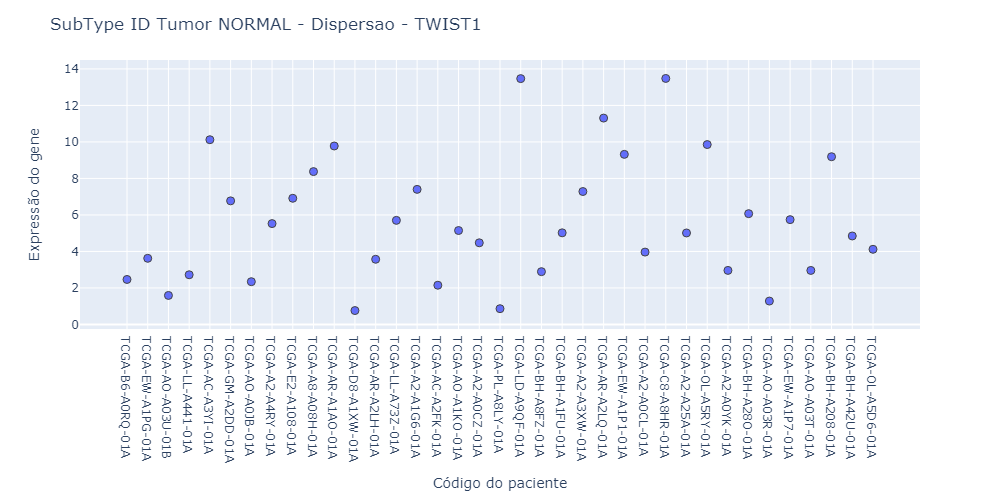 SubType ID Tumor NORMAL - Dispersao - TWIST1
Expressão do gene
14
12
10
8
6
4
2
0
TCGA-B6-A0RQ-01A
TCGA-EW-A1PG-01A
TCGA-AO-A03U-01B
TCGA-LL-A441-01A
TCGA-AC-A3YI-01A
TCGA-GM-A2DD-01A
TCGA-AO-A0JB-01A
TCGA-A2-A4RY-01A
TCGA-E2-A108-01A
TCGA-A8-A08H-01A
TCGA-AR-A1AO-01A
TCGA-D8-A1XW-01A
TCGA-AR-A2LH-01A
TCGA-LL-A73Z-01A
TCGA-A2-A1G6-01A
TCGA-AC-A2FK-01A
TCGA-AO-A1KO-01A
TCGA-A2-A0CZ-01A
TCGA-PL-A8LY-01A
TCGA-LD-A9QF-01A
TCGA-BH-A8FZ-01A
TCGA-BH-A1FU-01A
TCGA-A2-A3XW-01A
TCGA-AR-A2LQ-01A
TCGA-EW-A1P1-01A
TCGA-A2-A0CL-01A
TCGA-C8-A8HR-01A
TCGA-A2-A25A-01A
TCGA-OL-A5RY-01A
TCGA-A2-A0YK-01A
TCGA-BH-A28O-01A
TCGA-AO-A03R-01A
TCGA-EW-A1P7-01A
TCGA-AO-A03T-01A
TCGA-BH-A208-01A
TCGA-BH-A42U-01A
TCGA-OL-A5D6-01A
Código do paciente